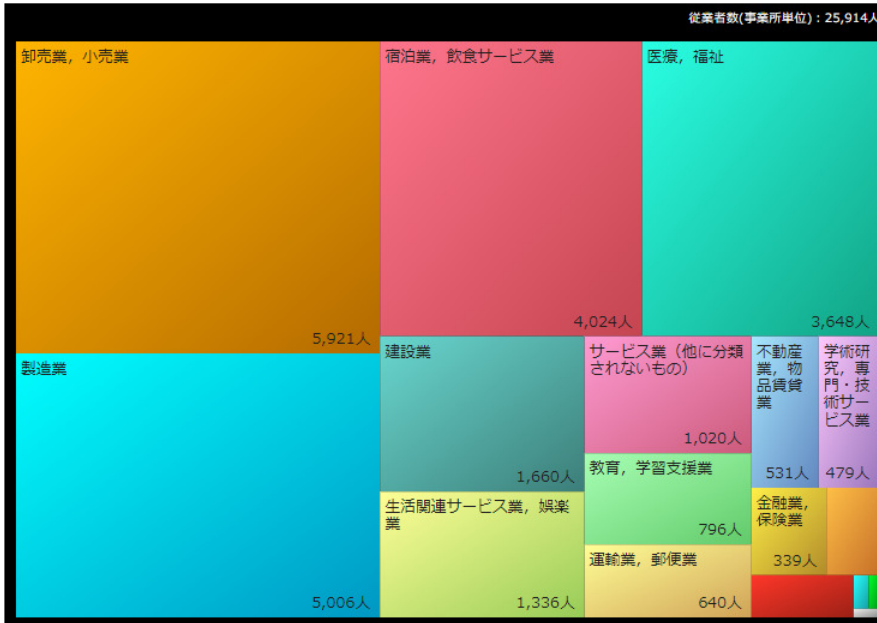 従業者数(事業所単位)：25,914人
卸売業，小売業
5,921人
宿泊業，飲食サービス業
4,024人
医療，福祉
3,648人
製造業
5,006人
建設業
1,660人
サービス業（他に分類
されないもの）
1,020人
不動産
業，物
品賃貸
業
531人
学術研
究，専
門・技
術サー
ビス業
479人
教育，学習支援業
796人
生活関連サービス業，娯楽
業
1,336人
運輸業，郵便業
640人
金融業，
保険業
339人